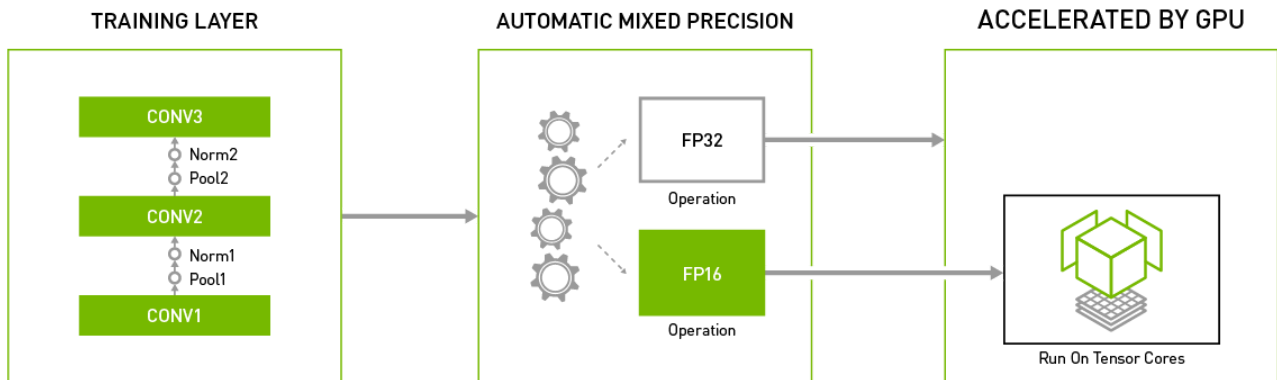 TRAINING LAYER
CONV3
Norm2
Pool2
CONV2
Norm1
Pool1
CONV1
AUTOMATIC MIXED PRECISION
FP32
Operation
FP16
Operation
ACCELERATED BY GPU
Run On Tensor Cores